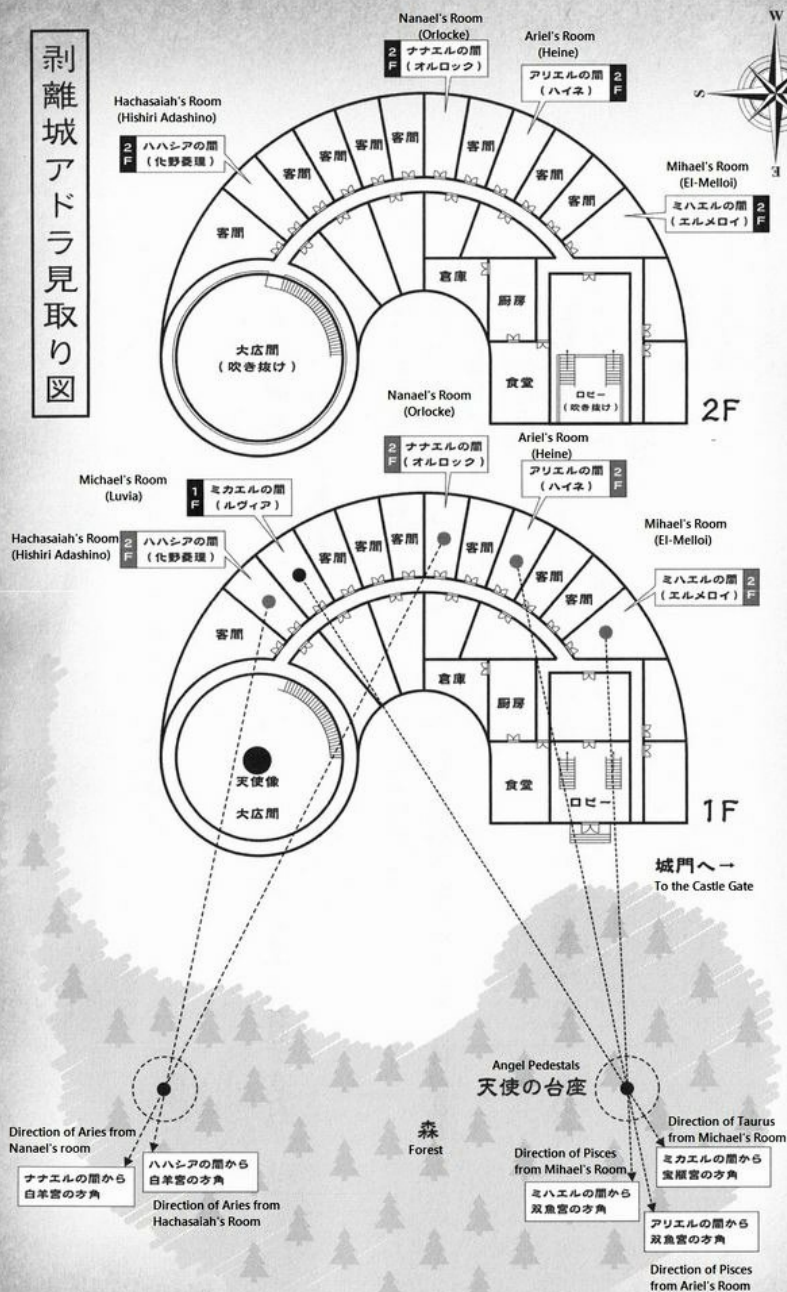 剥離城アドラ見取り図
W
S
E
Nanael's Room
(Orlocke)
2F ナナエルの間
(オルロック)
Ariel's Room
(Heine)
アリエルの間 2F
(ハイネ)
Hachasaiah's Room
(Hishiri Adashino)
2F ハハシアの間
(化野菱理)
Mihael's Room
(El-Melloi)
ミハエルの間 2F
(エルメロイ)
客間
客間
客間
客間
客間
客間
客間
客間
倉庫
厨房
食堂
大広間
(吹き抜け)
ロビー
(吹き抜け)
2F
Nanael's Room
(Orlocke)
2F ナナエルの間
(オルロック)
Ariel's Room
(Heine)
アリエルの間 2F
(ハイネ)
Michael's Room
(Luvia)
1F ミカエルの間
(ルヴィア)
Hachasaiah's Room
(Hishiri Adashino)
2F ハハシアの間
(化野菱理)
Mihael's Room
(El-Melloi)
ミハエルの間 2F
(エルメロイ)
客間
客間
客間
客間
客間
客間
客間
倉庫
厨房
食堂
天使像
大広間
ロビー
1F
城門へ→
To the Castle Gate
Angel Pedestals
天使の台座
森
Forest
Direction of Aries from
Nanael's room
ナナエルの間から
白羊宮の方角
ハハシアの間から
白羊宮の方角
Direction of Aries from
Hachasaiah's Room
Direction of Taurus
from Michael's Room
ミカエルの間から
宝瓶宮の方角
Direction of Pisces
from Mihael's Room
ミハエルの間から
双魚宮の方角
アリエルの間から
双魚宮の方角
Direction of Pisces
from Ariel's Room